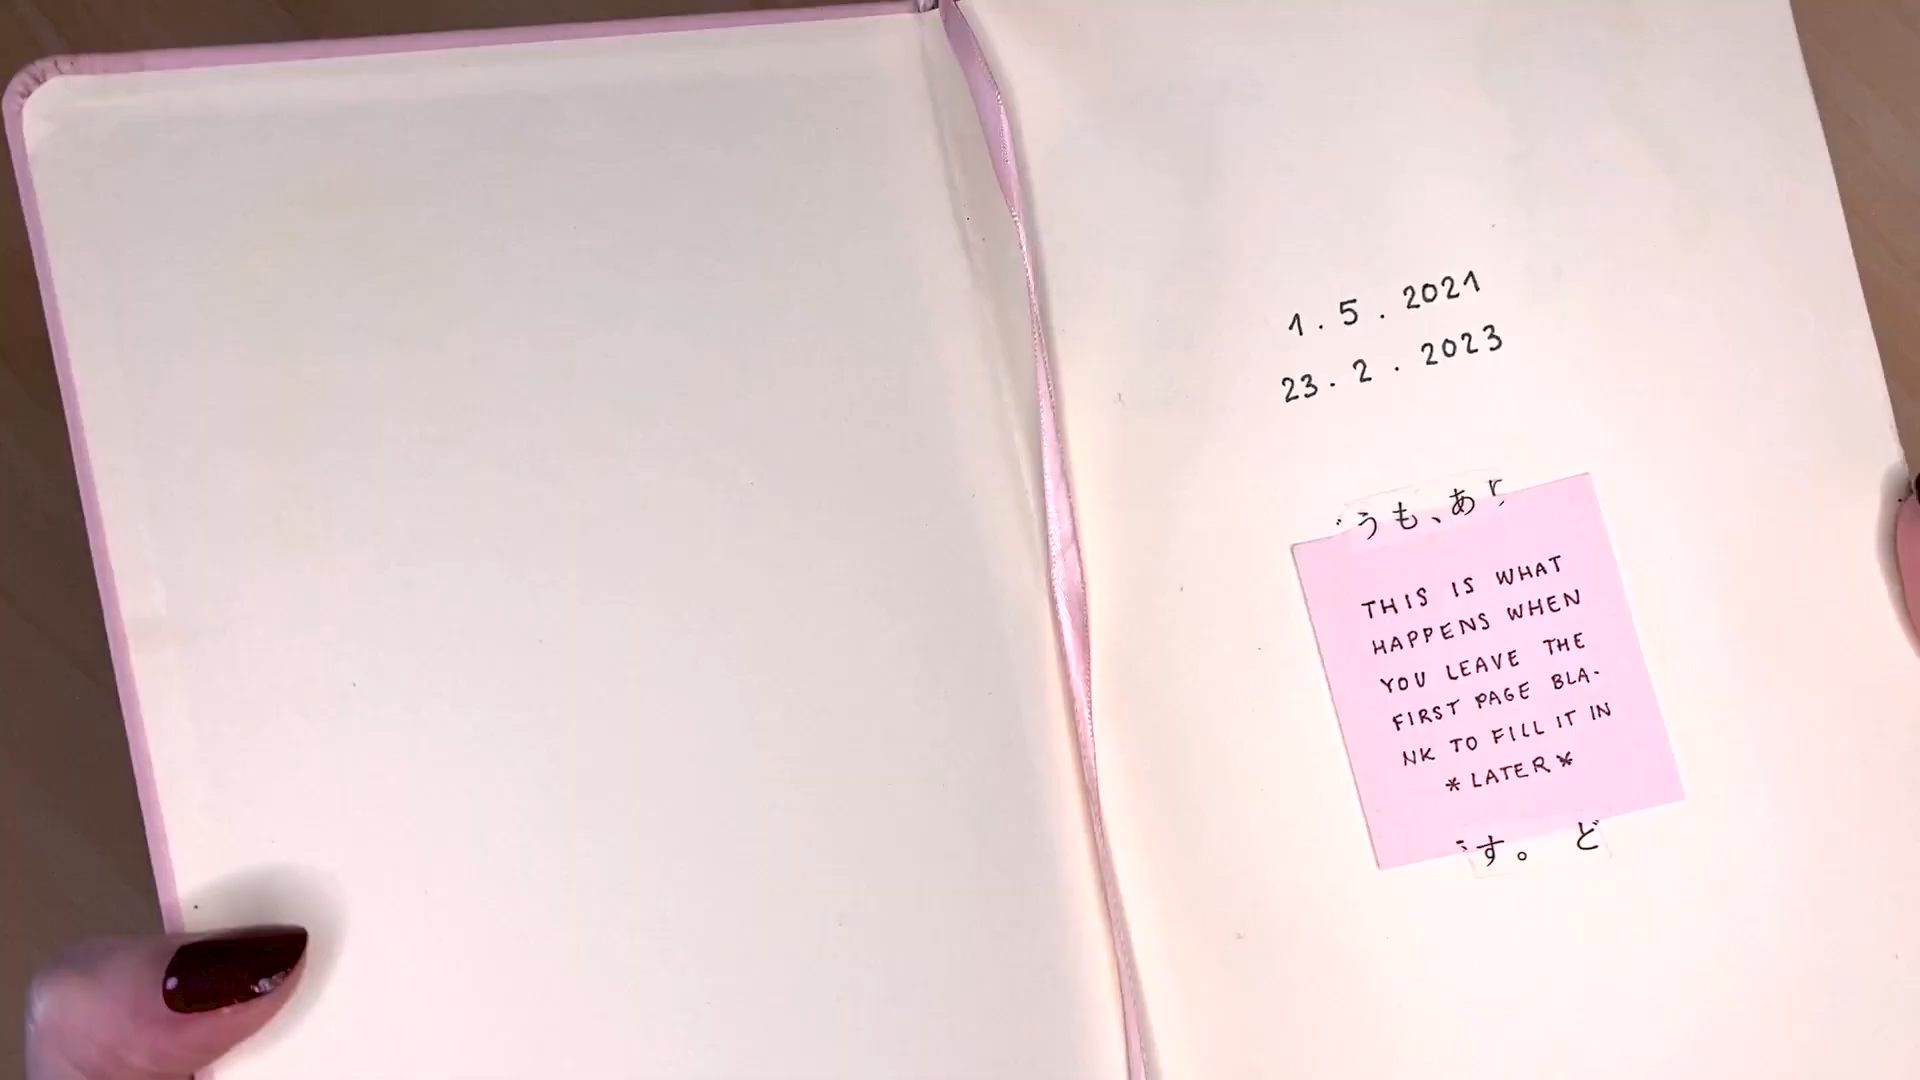 1. 5. 2021
23. 2. 2023
うも、あり
THIS IS WHAT
HAPPENS WHEN
YOU LEAVE THE
FIRST PAGE BLA-
NK TO FILL IT IN
*LATER*
す。 ど